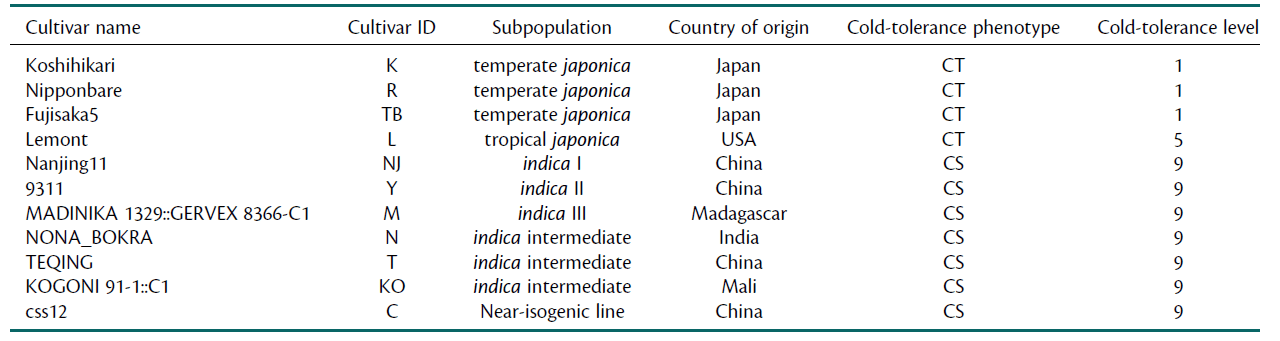 Cultivar name Cultivar ID Subpopulation Country of origin Cold-tolerance phenotype Cold-tolerance level
Koshihikari K temperate japonica Japan CT 1
Nipponbare R temperate japonica Japan CT 1
Fujisaka5 TB temperate japonica Japan CT 1
Lemont L tropical japonica USA CT 5
Nanjing11 NJ indica I China CS 9
9311 Y indica II China CS 9
MADINIKA 1329::GERVEX 8366-C1 M indica III Madagascar CS 9
NONA_BOKRA N indica intermediate India CS 9
TEQING T indica intermediate China CS 9
KOGONI 91-1::C1 KO indica intermediate Mali CS 9
css12 C Near-isogenic line China CS 9